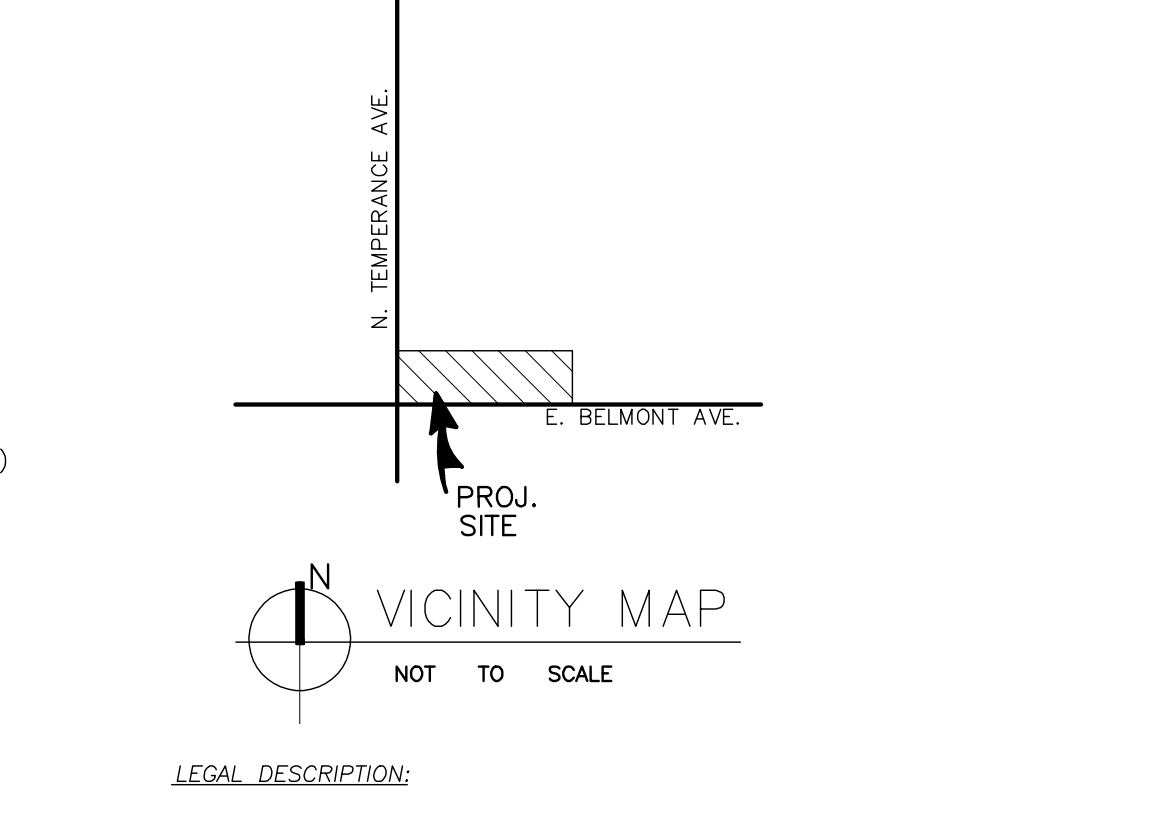 N. TEMPERANCE AVE.
E. BELMONT AVE.
)
PROJ.
SITE
N
VICINITY MAP
NOT TO SCALE
LEGAL DESCRIPTION: